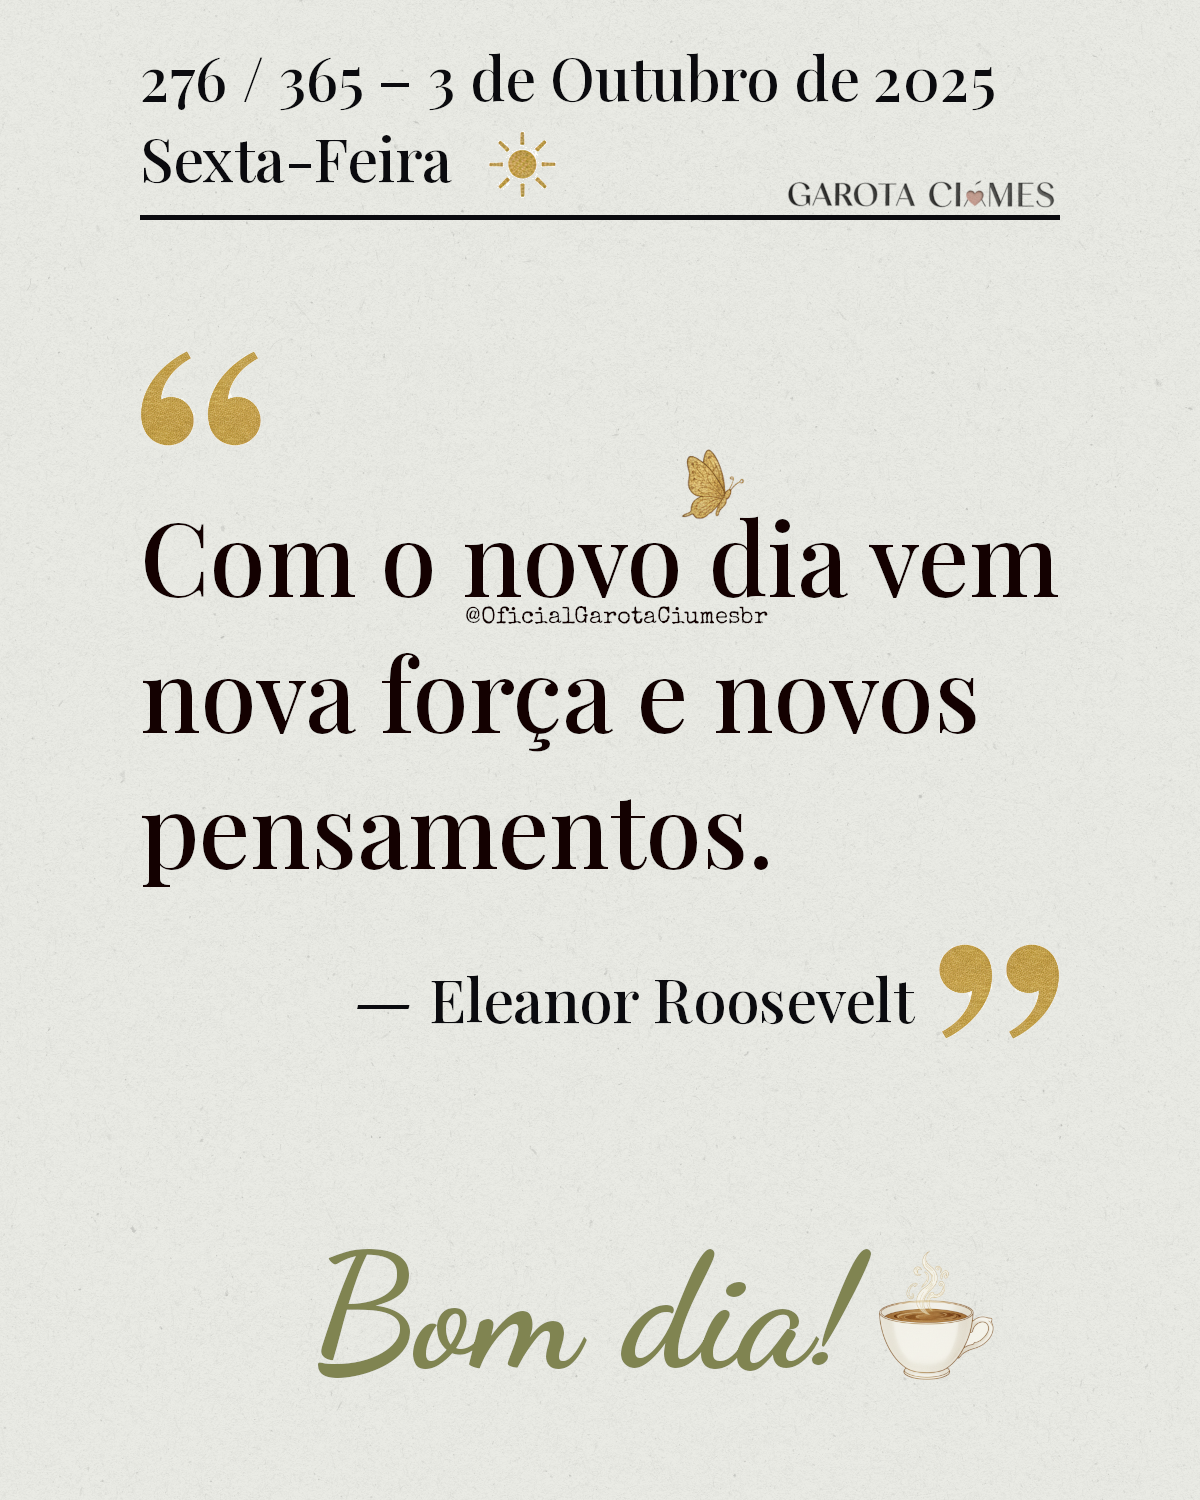 276 / 365 – 3 de Outubro de 2025
Sexta-Feira
GAROTA CIÚMES
“
Com o novo dia vem
@OficialGarotaCiumesbr
nova força e novos
pensamentos.
— Eleanor Roosevelt ”
Bom dia!